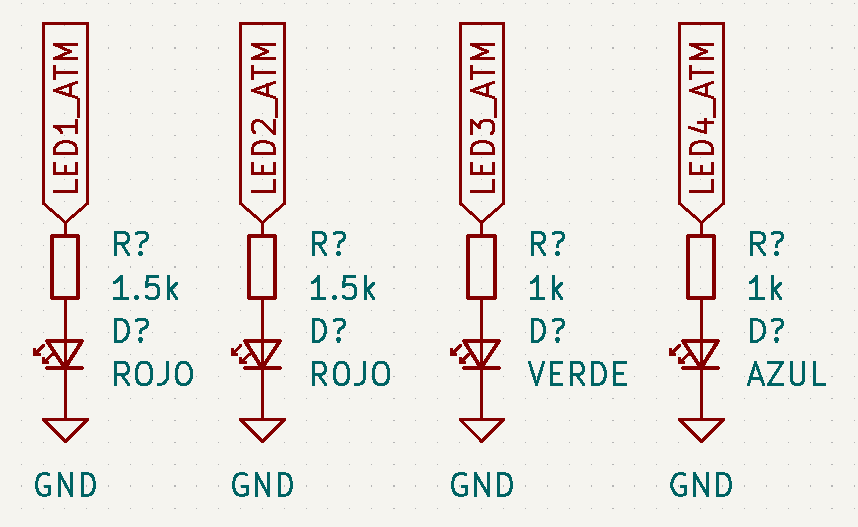 LED1_ATM
R?
1.5k
D?
ROJO
GND
LED2_ATM
R?
1.5k
D?
ROJO
GND
LED3_ATM
R?
1k
D?
VERDE
GND
LED4_ATM
R?
1k
D?
AZUL
GND